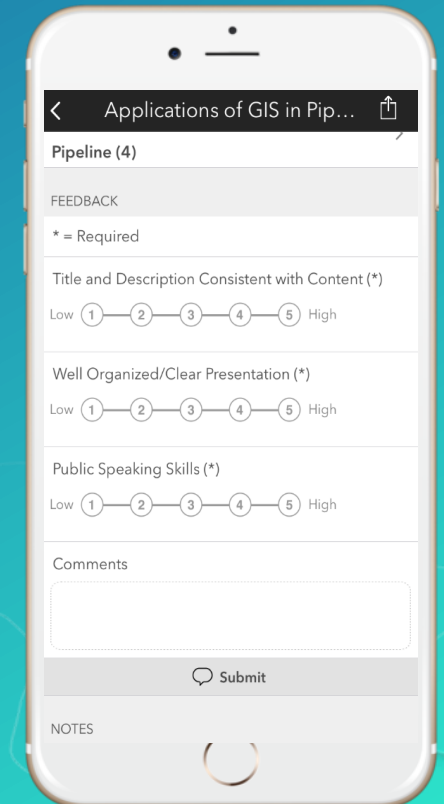 Applications of GIS in Pip...
Pipeline (4)
FEEDBACK
* = Required
Title and Description Consistent with Content (*)
Low 1 2 3 4 5 High
Well Organized/Clear Presentation (*)
Low 1 2 3 4 5 High
Public Speaking Skills (*)
Low 1 2 3 4 5 High
Comments
Submit
NOTES